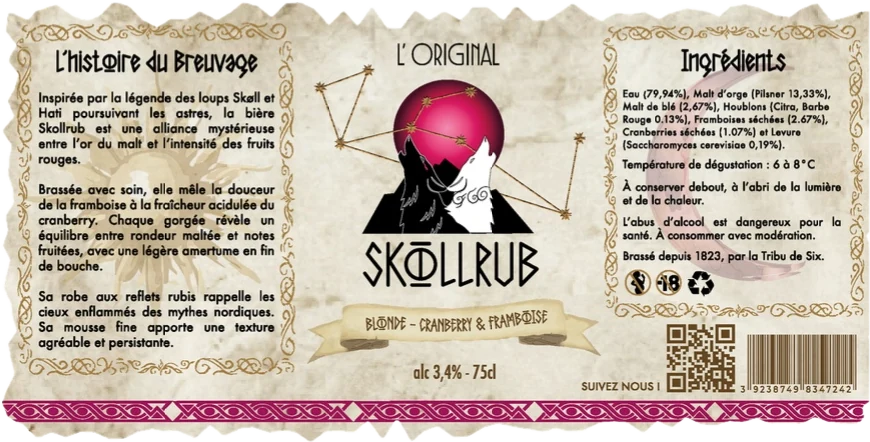 L'histoire du Breuvage
Inspirée par la légende des loups Skøll et
Hati poursuivant les astres, la bière
Skollrub est une alliance mystérieuse
entre l'or du malt et l'intensité des fruits
rouges.
Brassée avec soin, elle mêle la douceur
de la framboise à la fraîcheur acidulée du
cranberry. Chaque gorgée révèle un
équilibre entre rondeur maltée et notes
fruitées, avec une légère amertume en fin
de bouche.
Sa robe aux reflets rubis rappelle les
cieux enflammés des mythes nordiques.
Sa mousse fine apporte une texture
agréable et persistante.
L'ORIGINAL
SKOLLRUB
BLONDE - CRANBERRY & FRAMBOISE
alc 3,4% - 75cl
Ingrédients
Eau (79,94%), Malt d'orge (Pilsner 13,33%),
Malt de blé (2,67%), Houblons (Citra, Barbe
Rouge 0,13%), Framboises séchées (2.67%),
Cranberries séchées (1.07%) et Levure
(Saccharomyces cerevisiae 0,19%).
Température de dégustation : 6 à 8°C
À conserver debout, à l'abri de la lumière
et de la chaleur.
L'abus d'alcool est dangereux pour la
santé. À consommer avec modération.
Brassé depuis 1823, par la Tribu de Six.
-18
SUIVEZ NOUS !
3 9238749 8347242